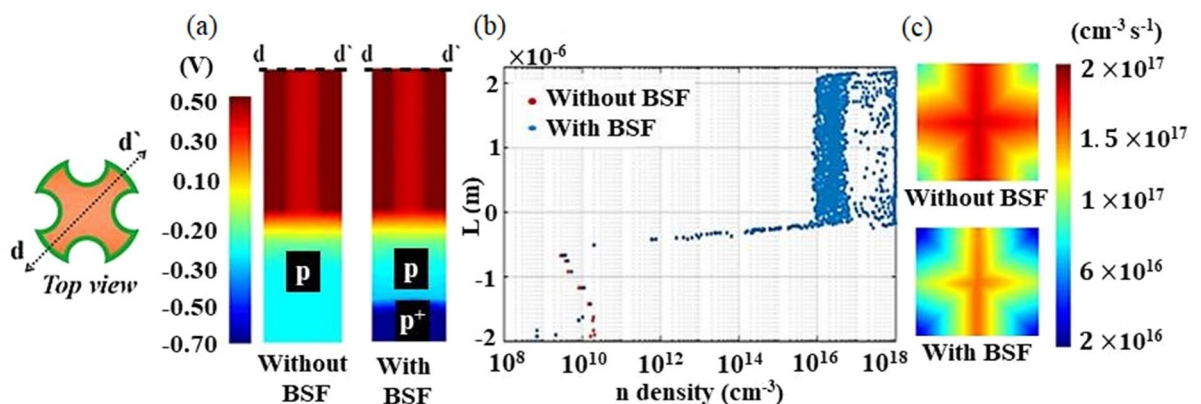 (a)
(b)
(c)
(V)
0.50
0.30
0.10
-0.20
-0.30
-0.50
-0.70
d
d`
Top view
d d`
p
Without
BSF
d d`
p
p+
With
BSF
×10⁻⁶
2
1
0
-1
-2
L (m)
Without BSF
With BSF
10⁸ 10¹⁰ 10¹² 10¹⁴ 10¹⁶ 10¹⁸
n density (cm⁻³)
Without BSF
With BSF
(cm⁻³ s⁻¹)
2×10¹⁷
1.5×10¹⁷
1×10¹⁷
6×10¹⁶
2×10¹⁶